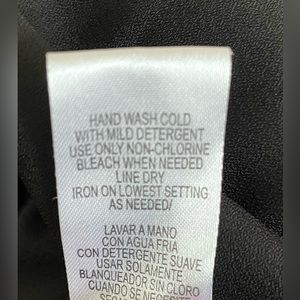 HAND WASH COLD
WITH MILD DETERGENT
USE ONLY NON-CHLORINE
BLEACH WHEN NEEDED
LINE DRY
IRON ON LOWEST SETTING
AS NEEDED/
LAVAR A MANO
CON AGUA FRIA
CON DETERGENTE SUAVE
USAR SOLAMENTE
BLANQUEADOR SIN CLORO
CUANDO SE NECESITE